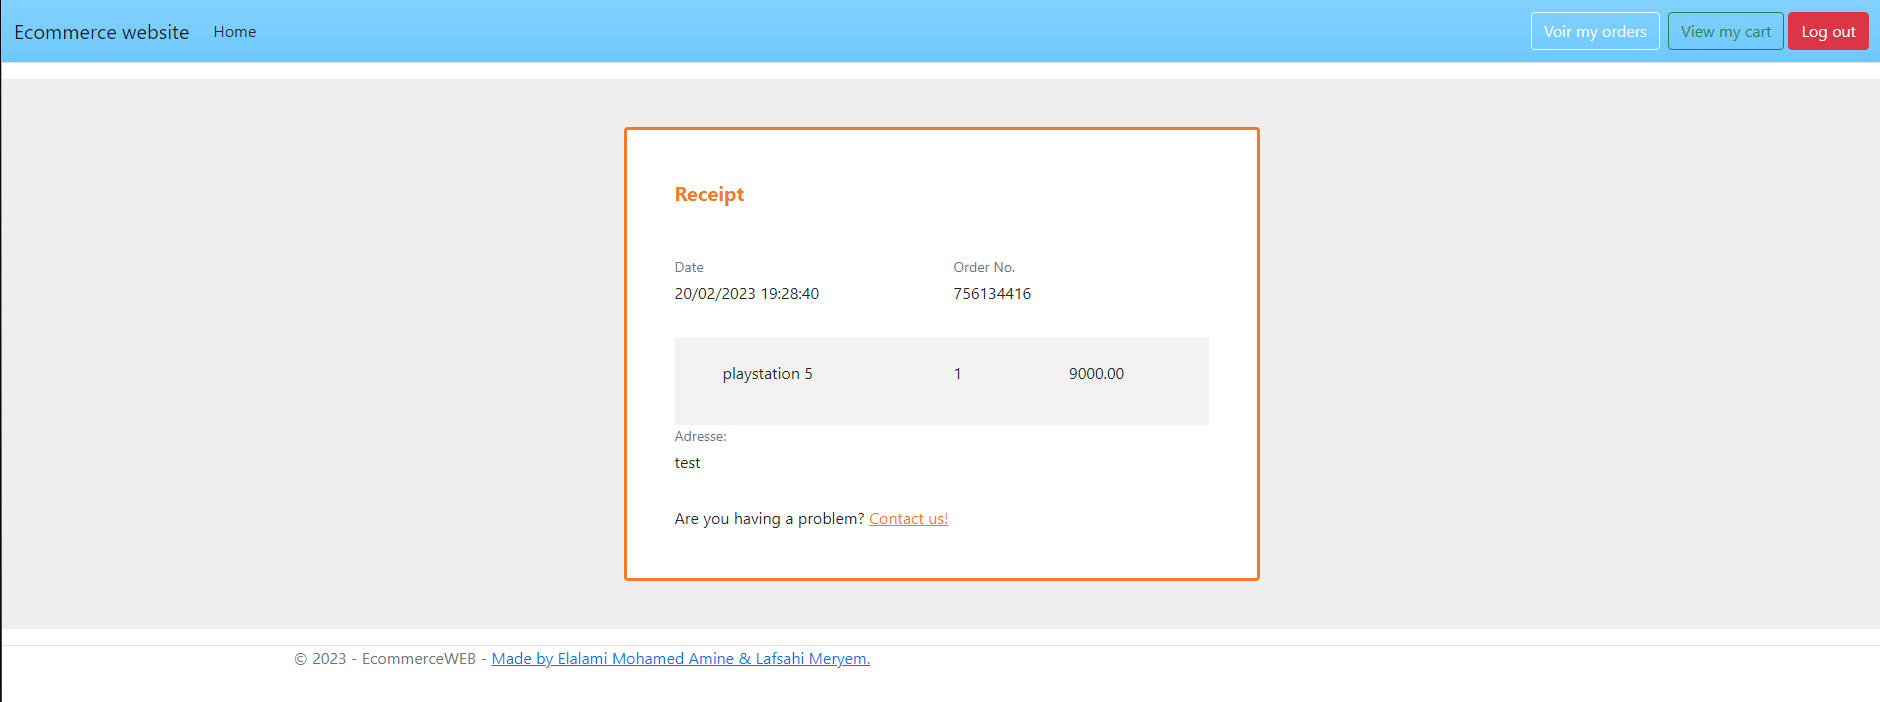 Ecommerce website Home Voir my orders View my cart Log out
Receipt
Date Order No.
20/02/2023 19:28:40 756134416
playstation 5 1 9000.00
Adresse:
test
Are you having a problem? Contact us!
© 2023 - EcommerceWEB - Made by Elalami Mohamed Amine & Lafsahi Meryem.